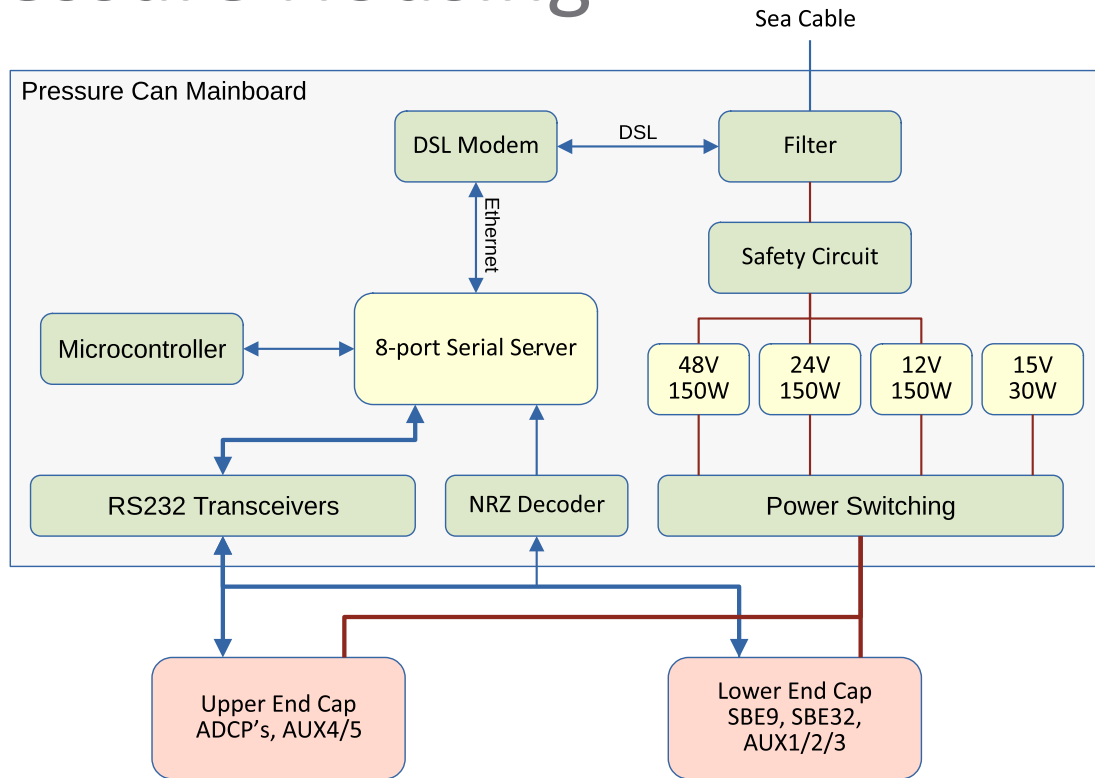 Sea Cable
Pressure Can Mainboard
DSL Modem
DSL
Filter
Ethernet
Safety Circuit
Microcontroller
8-port Serial Server
48V
150W
24V
150W
12V
150W
15V
30W
RS232 Transceivers
NRZ Decoder
Power Switching
Upper End Cap
ADCP's, AUX4/5
Lower End Cap
SBE9, SBE32,
AUX1/2/3